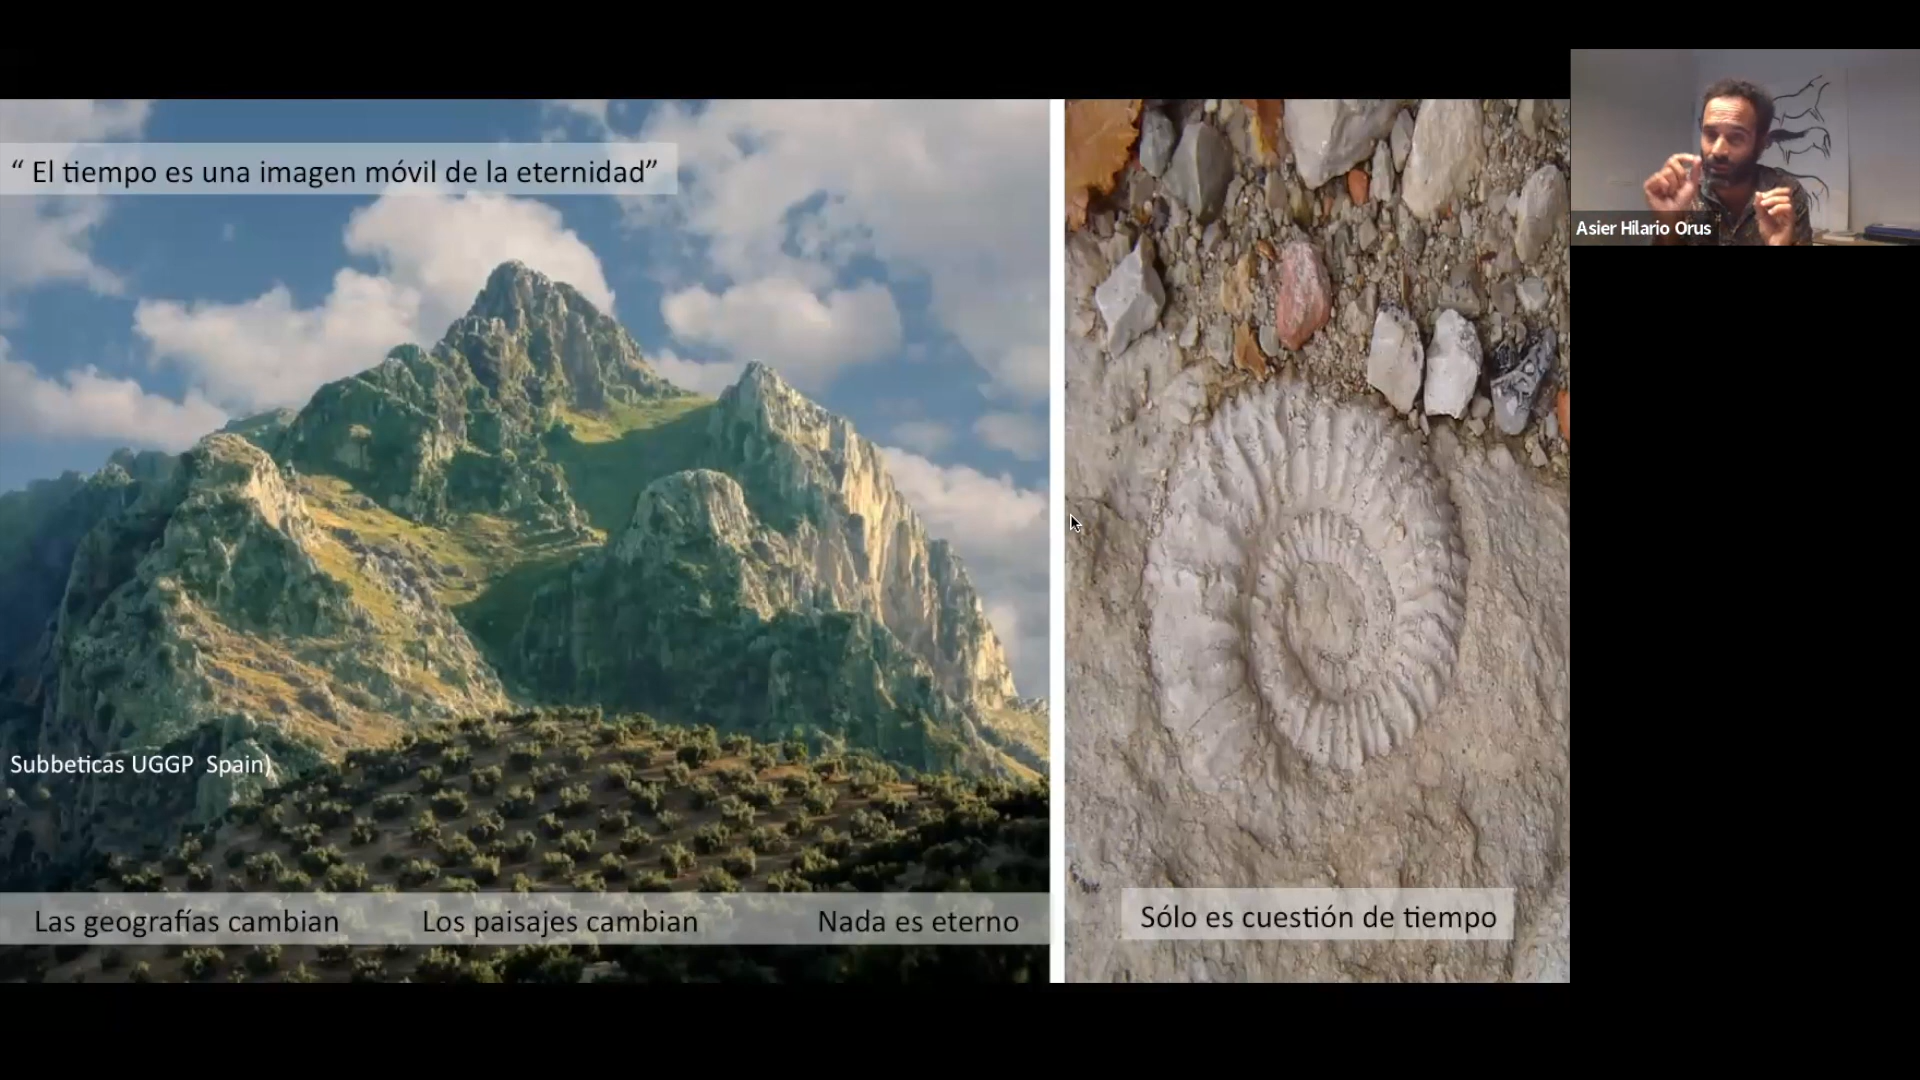 “ El tiempo es una imagen móvil de la eternidad”
Asier Hilario Orus
Subbeticas UGGP  Spain)
Las geografías cambian
Los paisajes cambian
Nada es eterno
Sólo es cuestión de tiempo